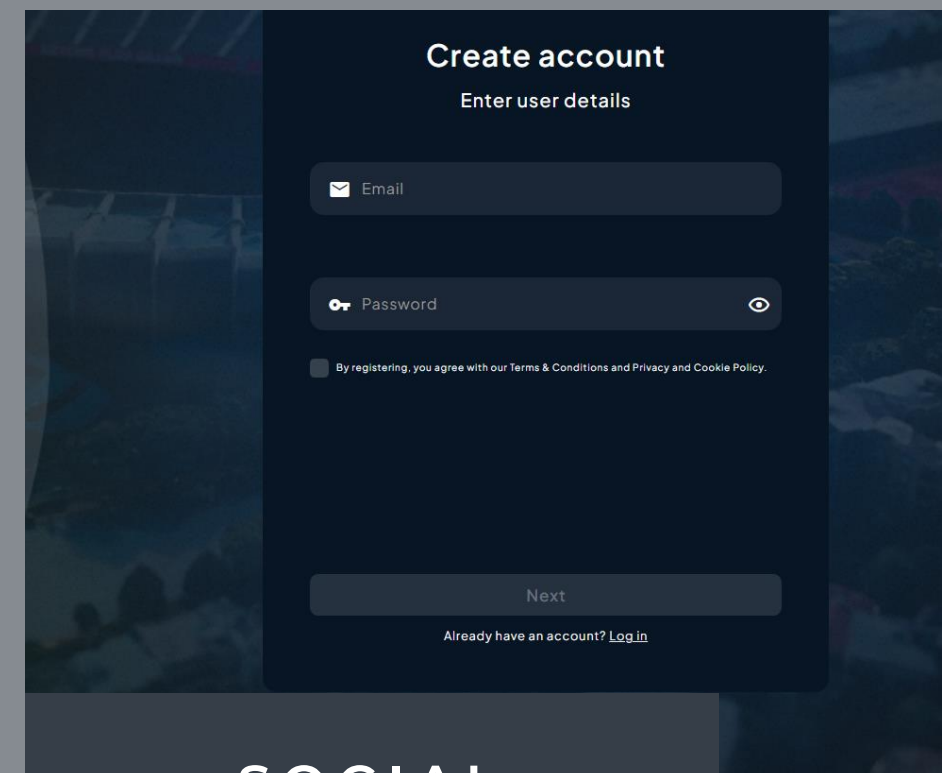 Create account
Enter user details
Email
Password
By registering, you agree with our Terms & Conditions and Privacy and Cookie Policy.
Next
Already have an account? Log in
SOCIAL